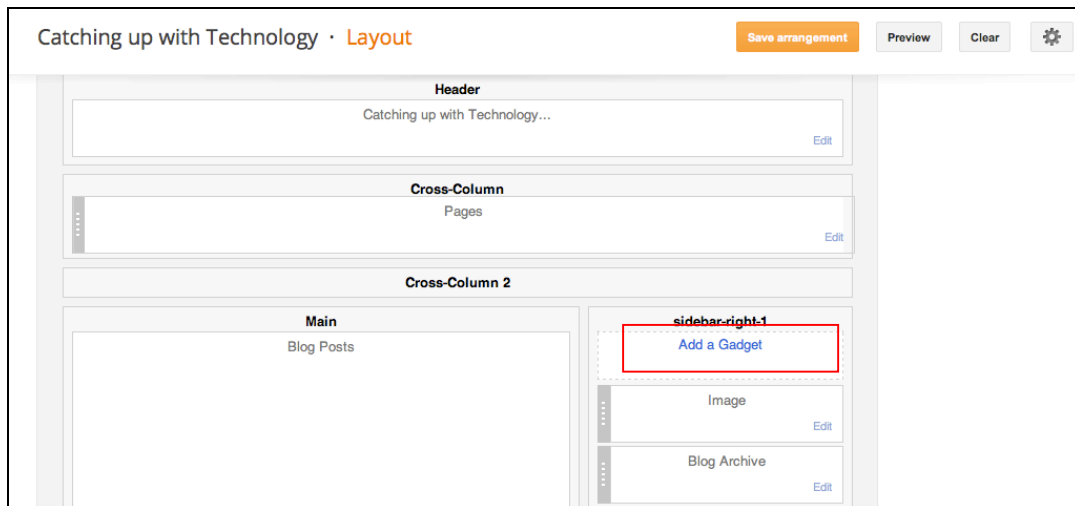 Catching up with Technology · Layout
Save arrangement
Preview
Clear
Header
Catching up with Technology...
Edit
Cross-Column
Pages
Edit
Cross-Column 2
Main
Blog Posts
sidebar-right-1
Add a Gadget
Image
Edit
Blog Archive
Edit